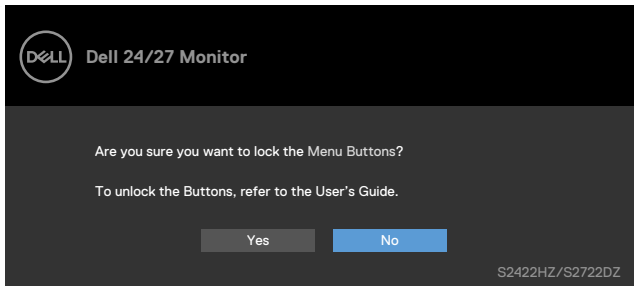 DELL Dell 24/27 Monitor
Are you sure you want to lock the Menu Buttons?
To unlock the Buttons, refer to the User's Guide.
Yes No
S2422HZ/S2722DZ